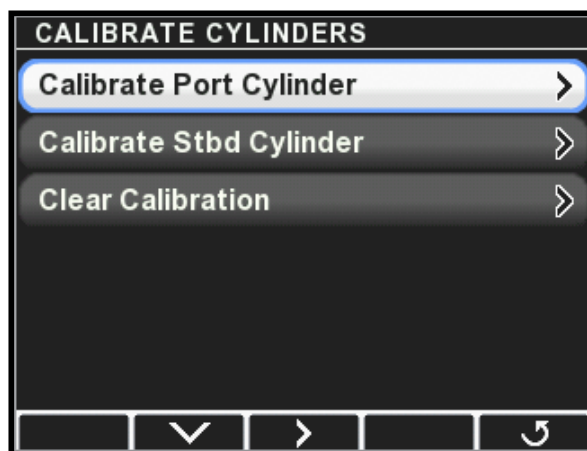 CALIBRATE CYLINDERS
Calibrate Port Cylinder
Calibrate Stbd Cylinder
Clear Calibration